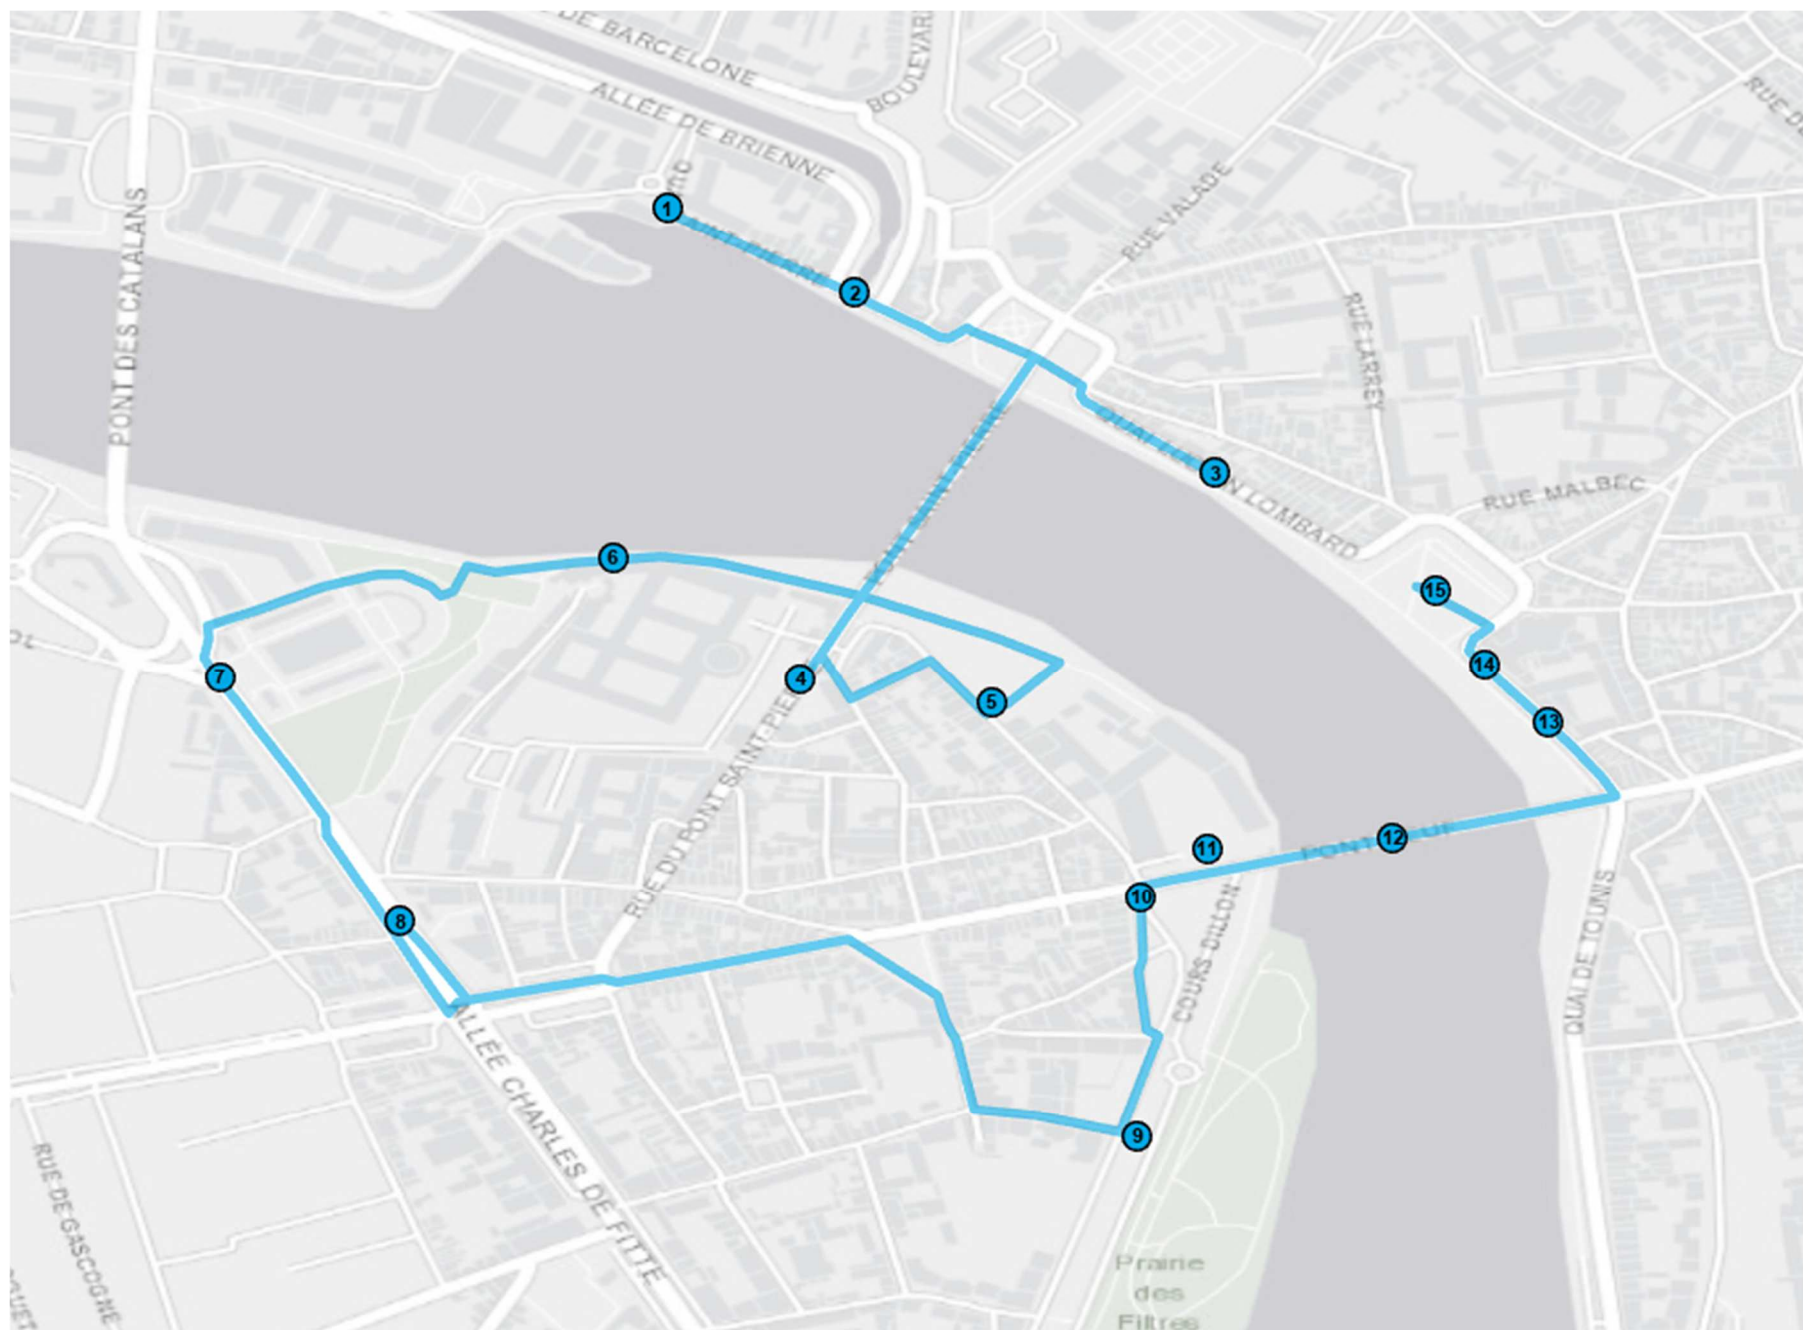 DE BARCELONE
ALLÉE DE BRIENNE
BOULEVAR
RUE D
RUE VALADE
PONT DES CATALANS
1
2
RUE LARREY
3
N LOMBARD
RUE MALBEC
6
15
14
7
4
5
13
RUE DU PONT SAINT-PIE
11
12
8
10
COURS DILLON
QUAI DE TOUNIS
ALLÉE CHARLES DE FITTE
9
RUE DE GASCOGNE
Prairie
des
Filtres